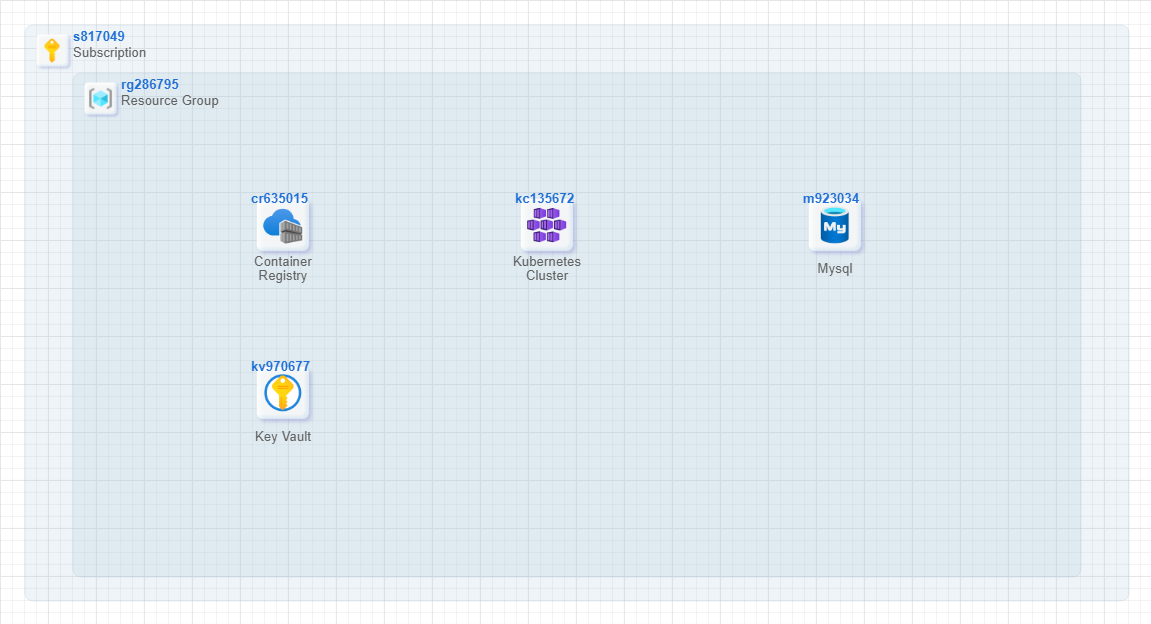 s817049
Subscription
rg286795
Resource Group
cr635015
Container
Registry
kc135672
Kubernetes
Cluster
m923034
My
Mysql
kv970677
Key Vault